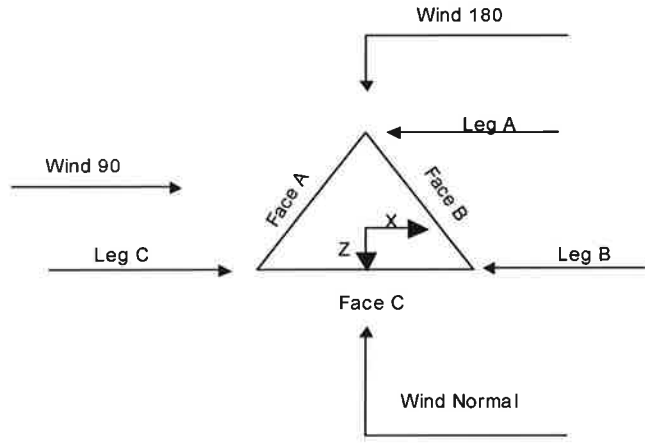 Wind 180
Leg A
Wind 90
Face A
Face B
X
Leg C
Z
Leg B
Face C
Wind Normal